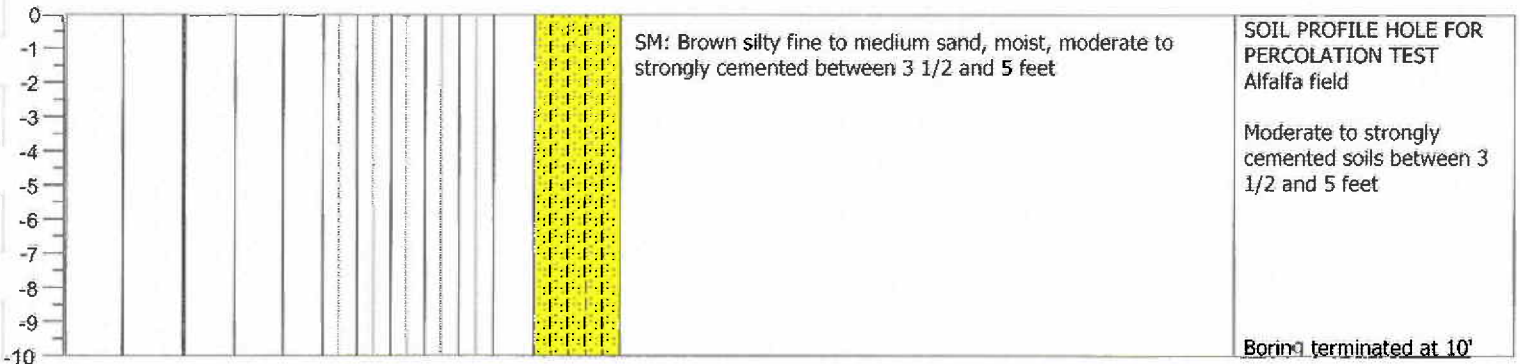 0
-1
-2
-3
-4
-5
-6
-7
-8
-9
-10
SM: Brown silty fine to medium sand, moist, moderate to
strongly cemented between 3 1/2 and 5 feet
SOIL PROFILE HOLE FOR
PERCOLATION TEST
Alfalfa field
Moderate to strongly
cemented soils between 3
1/2 and 5 feet
Boring terminated at 10'